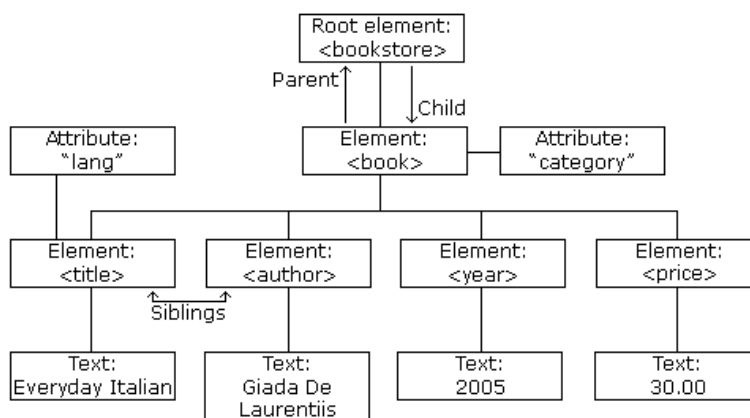 Root element:
<bookstore>
Parent
Child
Attribute:
“lang”
Element:
<book>
Attribute:
“category”
Element:
<title>
Element:
<author>
Element:
<year>
Element:
<price>
Siblings
Text:
Everyday Italian
Text:
Giada De
Laurentiis
Text:
2005
Text:
30.00